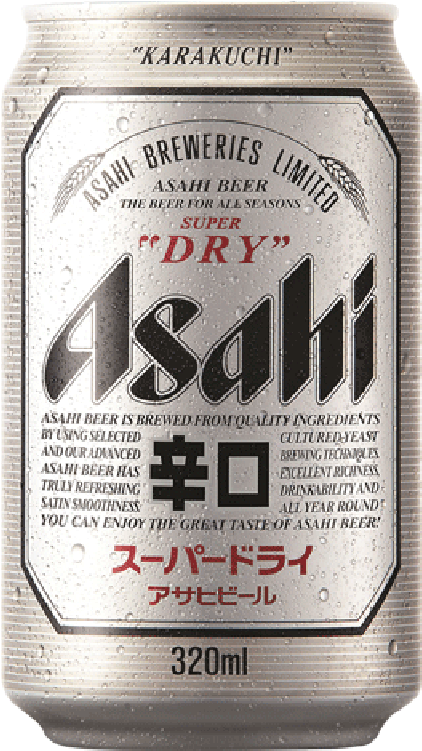 "KARAKUCHI"
ASAHI BREWERIES LIMITED
ASAHI BEER
THE BEER FOR ALL SEASONS
SUPER
"DRY"
Asahi
ASAHI BEER IS BREWED FROM QUALITY INGREDIENTS
BY USING SELECTED CULTURED YEAST
AND OUR ADVANCED BREWING TECHNIQUES.
ASAHI BEER HAS EXCELLENT RICHNESS,
TRULY REFRESHING DRINKABILITY AND
SATIN SMOOTHNESS. ALL YEAR ROUND
辛口
YOU CAN ENJOY THE GREAT TASTE OF ASAHI BEER!
スーパードライ
アサヒビール
320ml